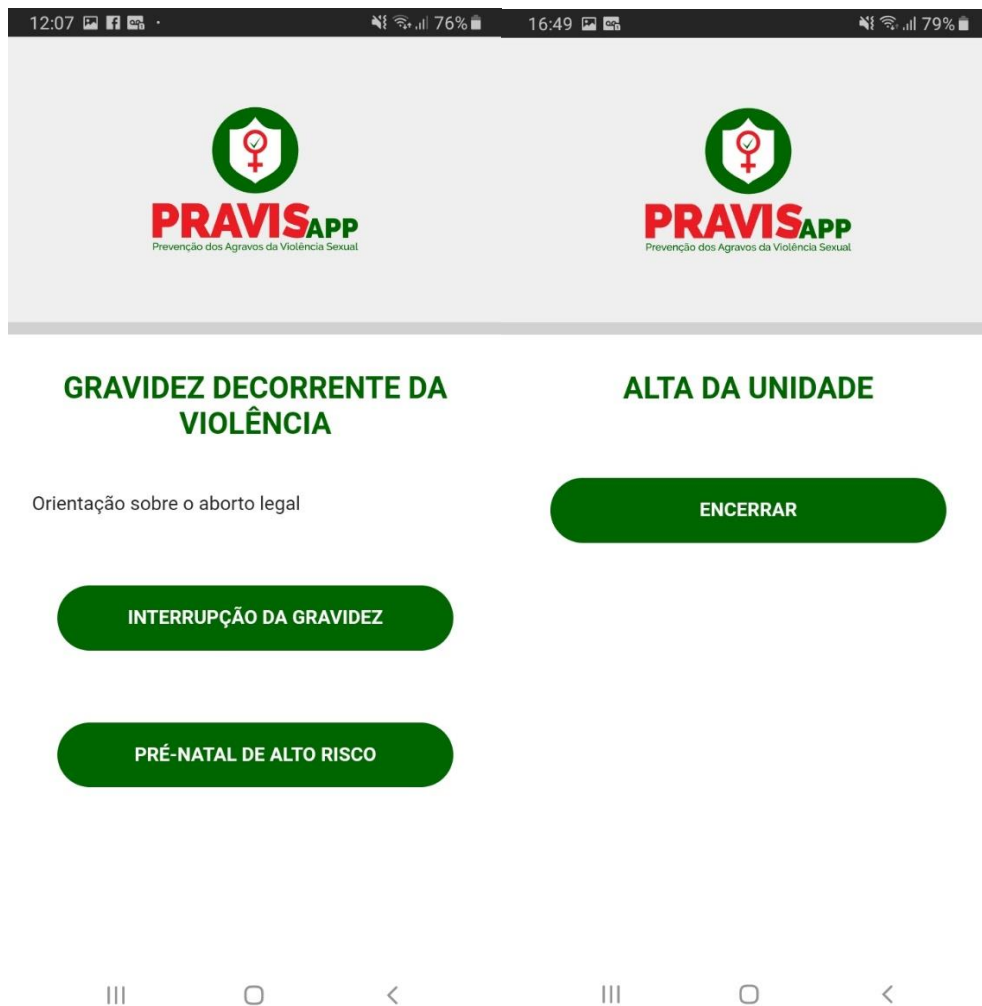 12:07
76%
PRAVISAPP
Prevenção dos Agravos da Violência Sexual
GRAVIDEZ DECORRENTE DA
VIOLÊNCIA
Orientação sobre o aborto legal
INTERRUPÇÃO DA GRAVIDEZ
PRÉ-NATAL DE ALTO RISCO
16:49
79%
PRAVISAPP
Prevenção dos Agravos da Violência Sexual
ALTA DA UNIDADE
ENCERRAR